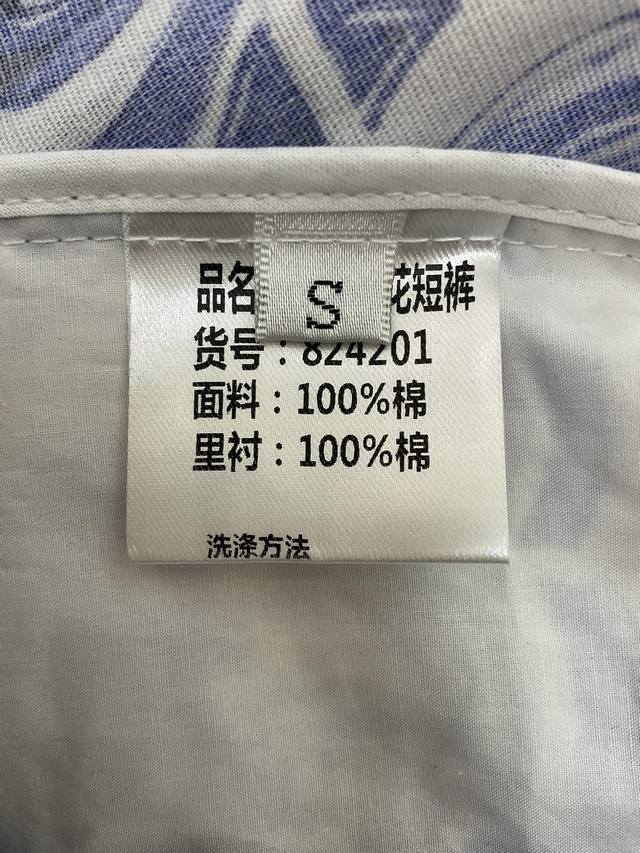 品名 花短裤
S
货号：824201
面料：100%棉
里衬：100%棉
洗涤方法